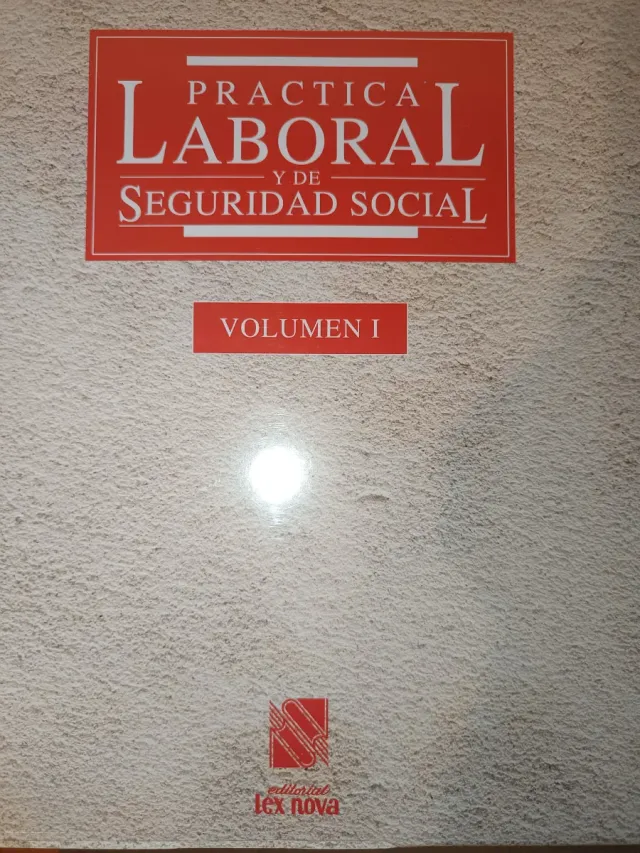 PRACTICA
LABORAL
Y DE
SEGURIDAD SOCIAL
VOLUMEN I
editorial
lex nova